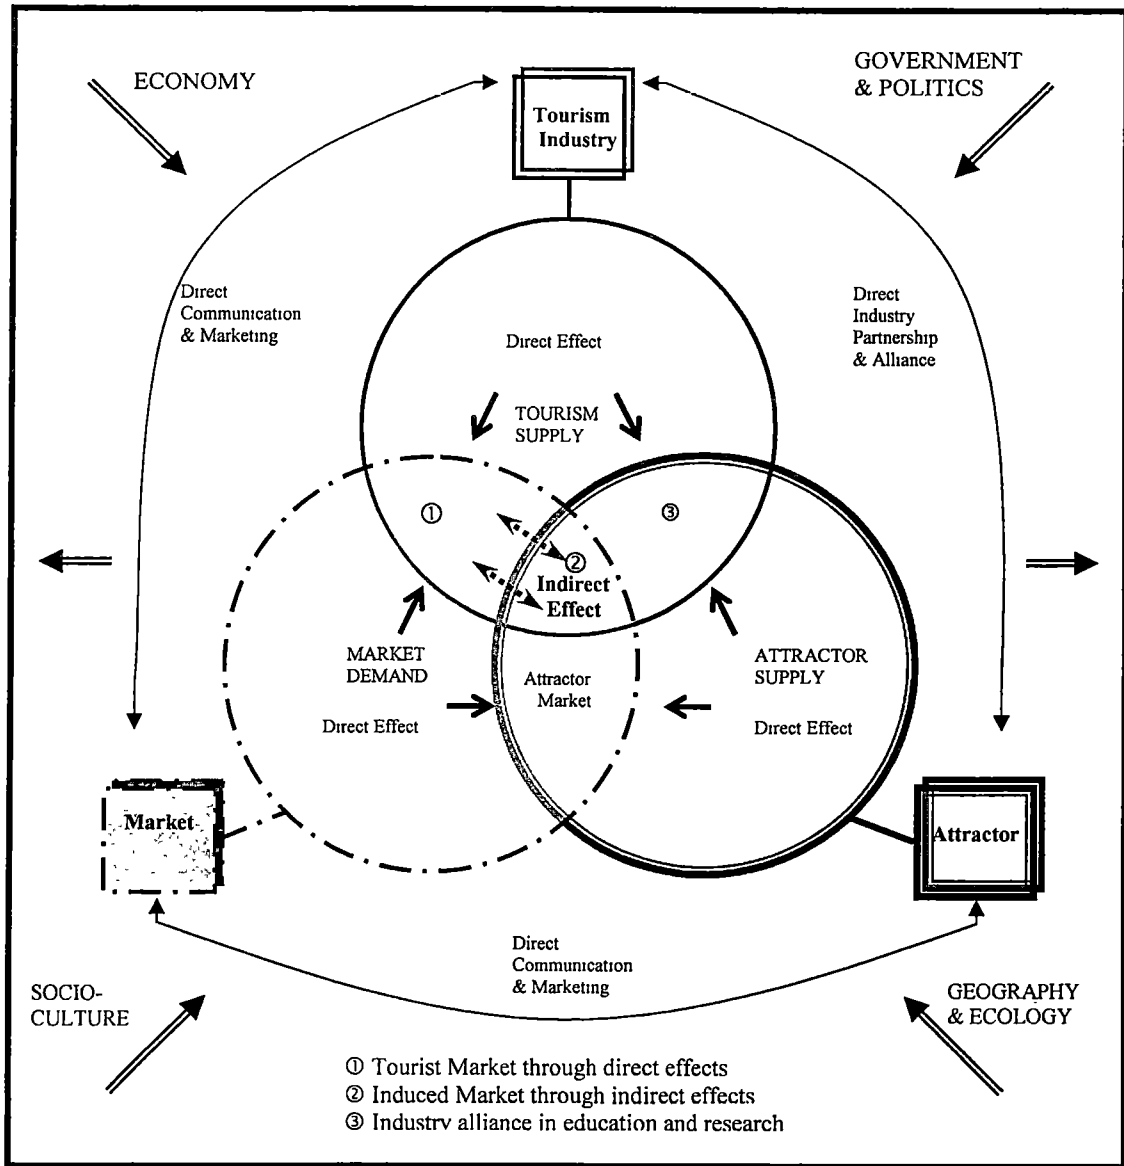 ECONOMY
GOVERNMENT
& POLITICS
Tourism
Industry
Direct
Communication
& Marketing
Direct
Industry
Partnership
& Alliance
Direct Effect
TOURISM
SUPPLY
①
③
②
Indirect
Effect
MARKET
DEMAND
Direct Effect
Attractor
Market
ATTRACTOR
SUPPLY
Direct Effect
Market
Attractor
Direct
Communication
& Marketing
SOCIO-
CULTURE
GEOGRAPHY
& ECOLOGY
① Tourist Market through direct effects
② Induced Market through indirect effects
③ Industry alliance in education and research